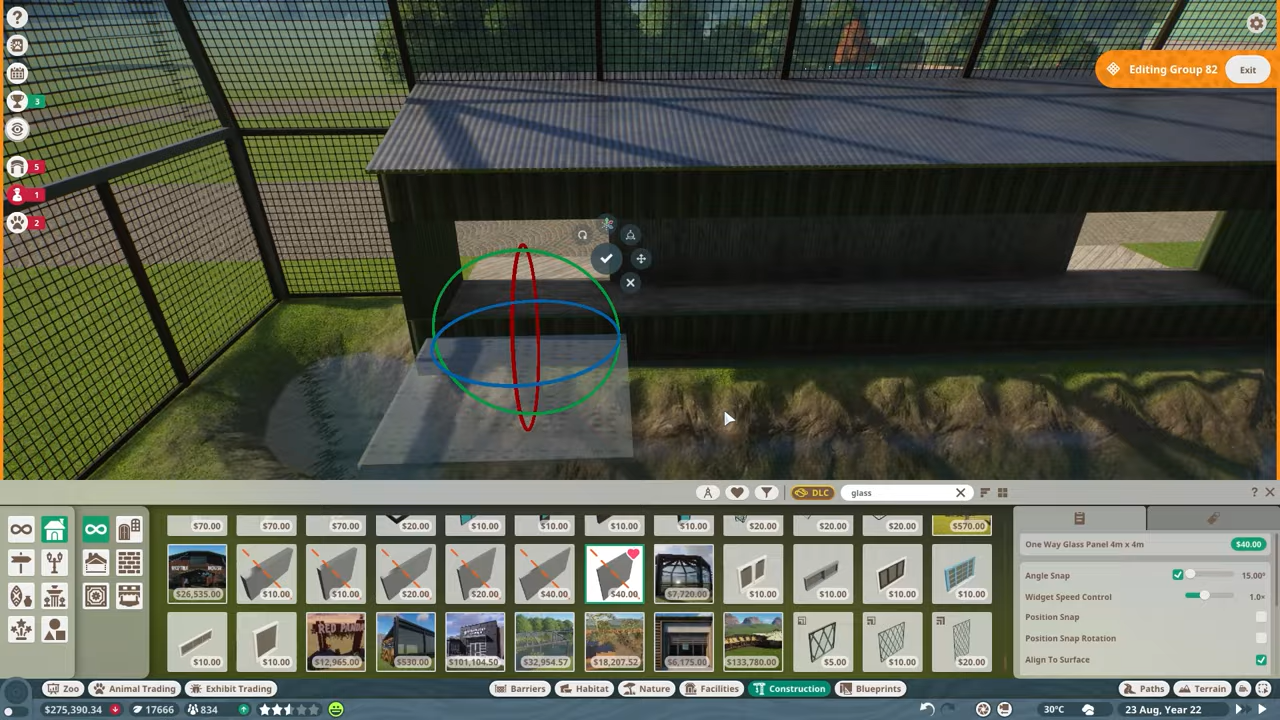 ?
Editing Group 82
Exit
3
5
1
2
DLC
glass
?
$70.00
$70.00
$70.00
$20.00
$10.00
$10.00
$10.00
$10.00
$20.00
$20.00
$20.00
$570.00
$26,535.00
$10.00
$10.00
$20.00
$20.00
$40.00
$40.00
$7,720.00
$10.00
$10.00
$10.00
$10.00
$10.00
$10.00
RED PANDA
$12,965.00
$530.00
$101,104.50
$32,954.57
$18,207.52
$6,175.00
$133,780.00
$5.00
$10.00
$20.00
One Way Glass Panel 4m x 4m
$40.00
Angle Snap
15.00°
Widget Speed Control
1.0×
Position Snap
Position Snap Rotation
Align To Surface
Zoo
Animal Trading
Exhibit Trading
Barriers
Habitat
Nature
Facilities
Construction
Blueprints
Paths
Terrain
$275,390.34
17666
834
30°C
23 Aug, Year 22